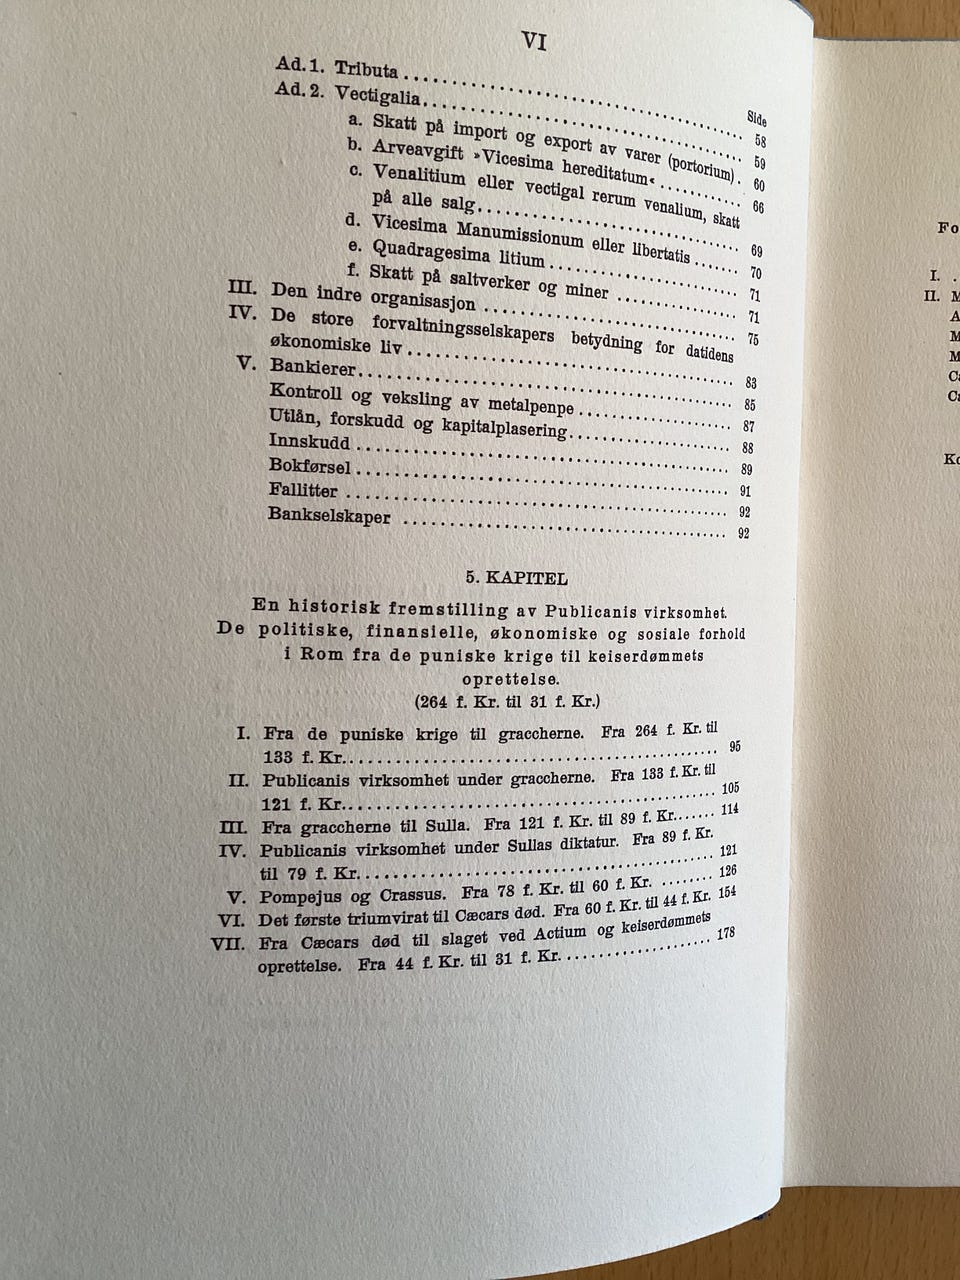 VI
Side
Ad. 1. Tributa ........ 58
Ad. 2. Vectigalia ........ 59
a. Skatt på import og export av varer (portorium) . 60
b. Arveavgift »Vicesima hereditatum« ........ 66
c. Venalitium eller vectigal rerum venalium, skatt
på alle salg ........ 69
d. Vicesima Manumissionum eller libertatis ....... 70
e. Quadragesima litium ........ 71
f. Skatt på saltverker og miner ........ 71
III. Den indre organisasjon ........ 75
IV. De store forvaltningsselskapers betydning for datidens
økonomiske liv ........ 83
V. Bankierer ........ 85
Kontroll og veksling av metalpenpe ........ 87
Utlån, forskudd og kapitalplasering ........ 88
Innskudd ........ 89
Bokførsel ........ 91
Fallitter ........ 92
Bankselskaper ........ 92
5. KAPITEL
En historisk fremstilling av Publicanis virksomhet.
De politiske, finansielle, økonomiske og sosiale forhold
i Rom fra de puniske krige til keiserdømmets
oprettelse.
(264 f. Kr. til 31 f. Kr.)
I. Fra de puniske krige til graccherne. Fra 264 f. Kr. til
133 f. Kr. ........ 95
II. Publicanis virksomhet under graccherne. Fra 133 f. Kr. til
121 f. Kr. ........ 105
III. Fra graccherne til Sulla. Fra 121 f. Kr. til 89 f. Kr. ....... 114
IV. Publicanis virksomhet under Sullas diktatur. Fra 89 f. Kr.
til 79 f. Kr. ........ 121
V. Pompejus og Crassus. Fra 78 f. Kr. til 60 f. Kr. ........ 126
VI. Det første triumvirat til Cæcars død. Fra 60 f. Kr. til 44 f. Kr. 154
VII. Fra Cæcars død til slaget ved Actium og keiserdømmets
oprettelse. Fra 44 f. Kr. til 31 f. Kr. ........ 178
I. .
II.